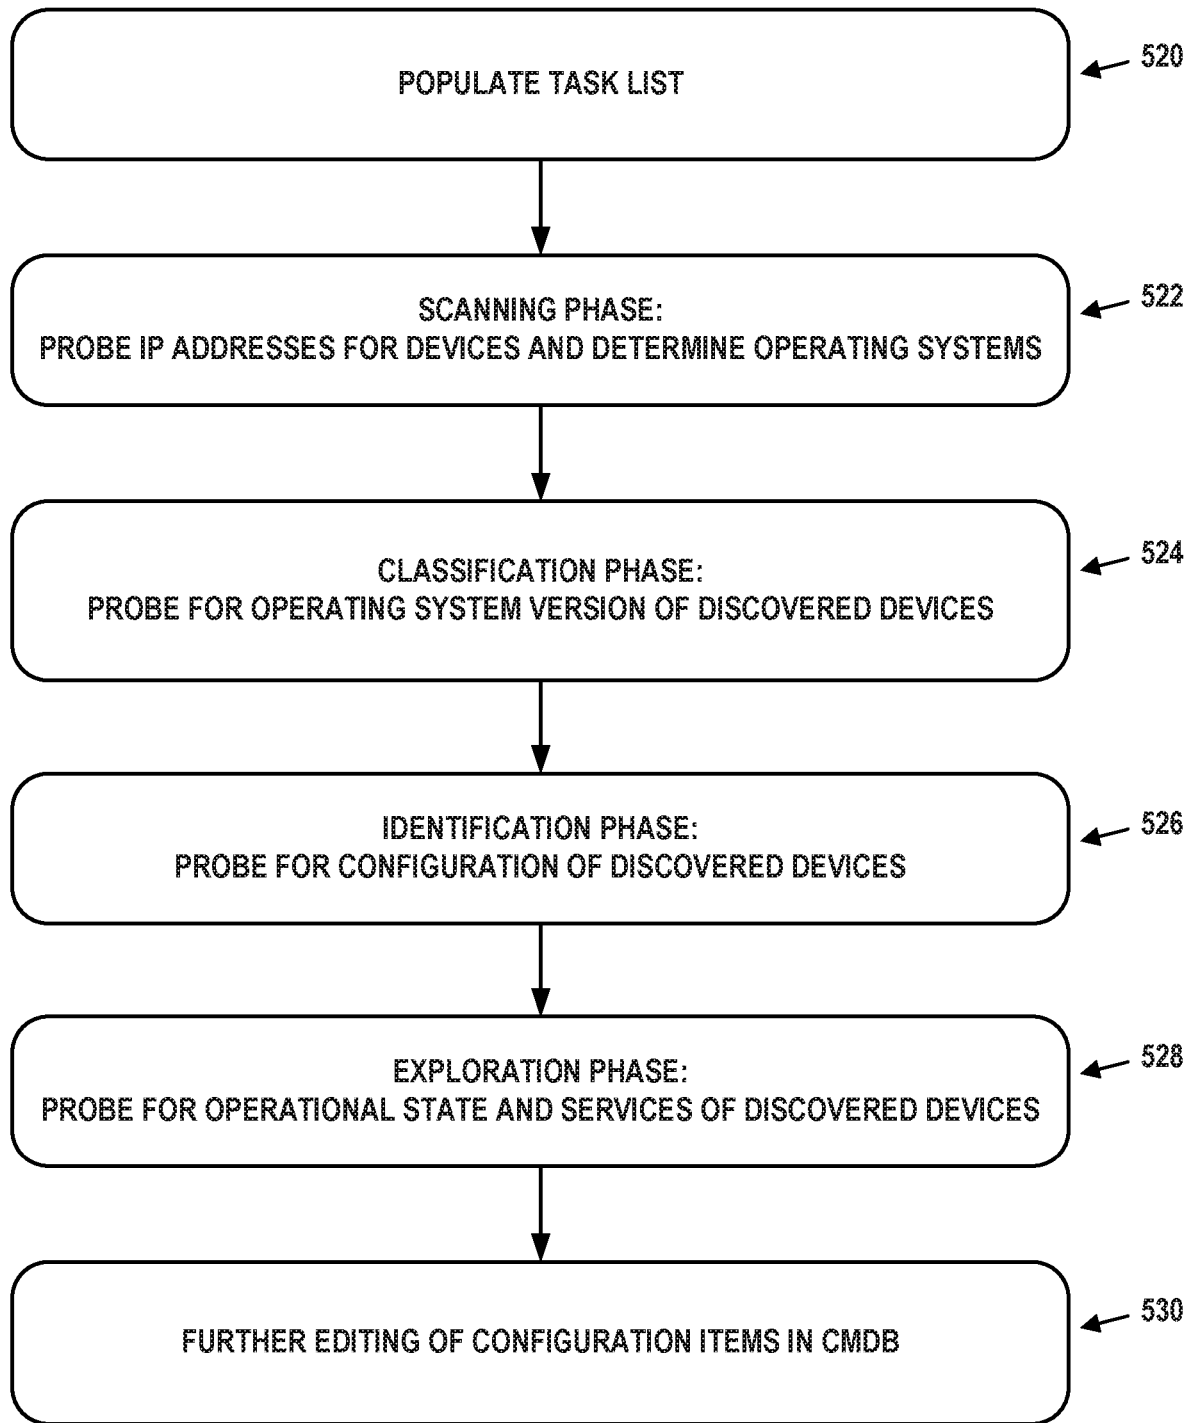 POPULATE TASK LIST
520
SCANNING PHASE:
PROBE IP ADDRESSES FOR DEVICES AND DETERMINE OPERATING SYSTEMS
522
CLASSIFICATION PHASE:
PROBE FOR OPERATING SYSTEM VERSION OF DISCOVERED DEVICES
524
IDENTIFICATION PHASE:
PROBE FOR CONFIGURATION OF DISCOVERED DEVICES
526
EXPLORATION PHASE:
PROBE FOR OPERATIONAL STATE AND SERVICES OF DISCOVERED DEVICES
528
FURTHER EDITING OF CONFIGURATION ITEMS IN CMDB
530